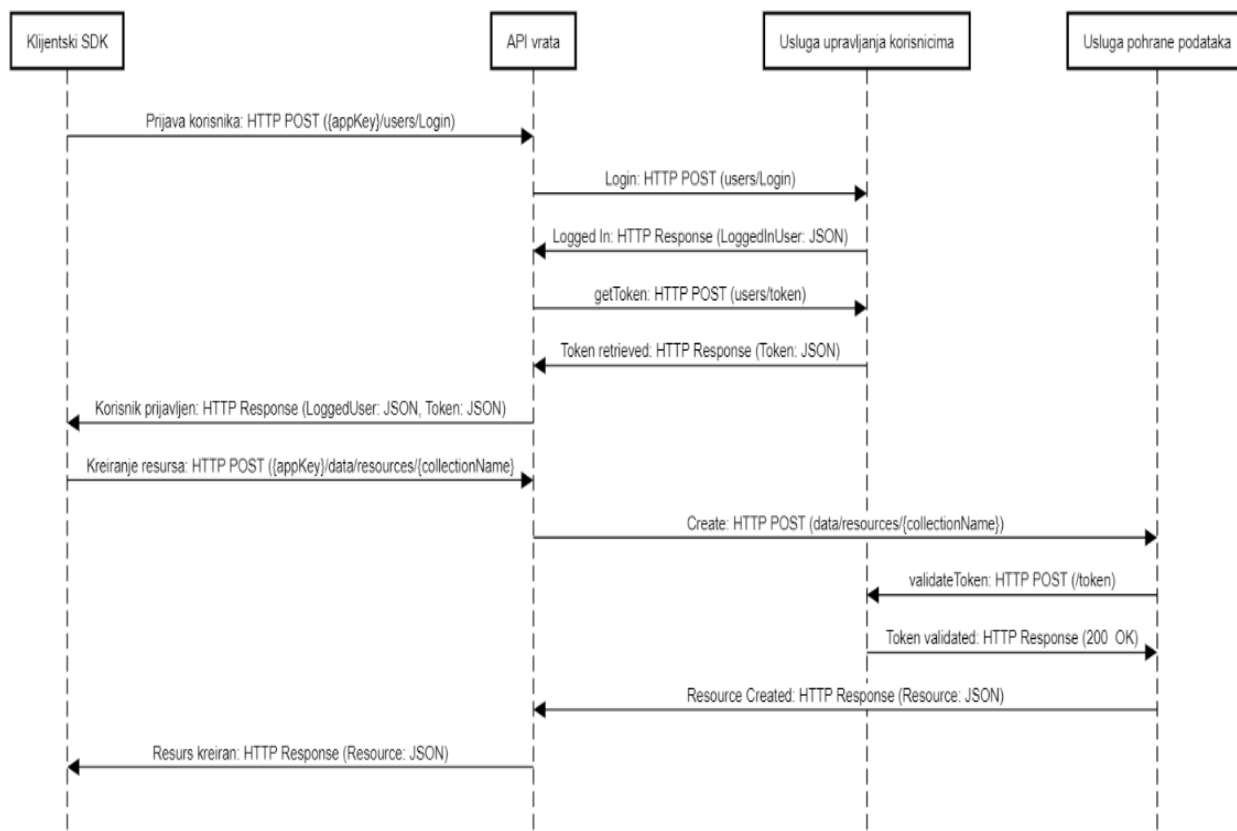 Klijentski SDK
API vrata
Usluga upravljanja korisnicima
Usluga pohrane podataka
Prijava korisnika: HTTP POST ({appKey}/users/Login)
Login: HTTP POST (users/Login)
Logged In: HTTP Response (LoggedInUser: JSON)
getToken: HTTP POST (users/token)
Token retrieved: HTTP Response (Token: JSON)
Korisnik prijavljen: HTTP Response (LoggedUser: JSON, Token: JSON)
Kreiranje resursa: HTTP POST ({appKey}/data/resources/{collectionName}
Create: HTTP POST (data/resources/{collectionName})
validateToken: HTTP POST (/token)
Token validated: HTTP Response (200 OK)
Resource Created: HTTP Response (Resource: JSON)
Resurs kreiran: HTTP Response (Resource: JSON)